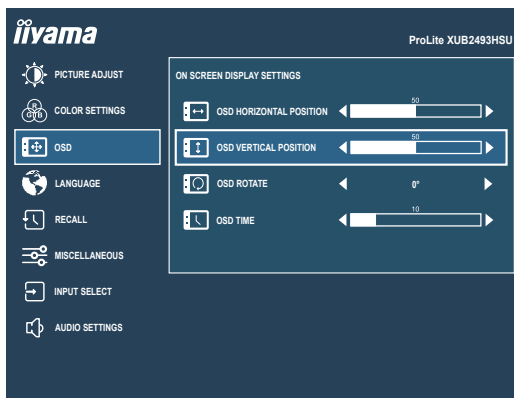 iiyama
ProLite XUB2493HSU
PICTURE ADJUST
R
G B
COLOR SETTINGS
OSD
LANGUAGE
RECALL
MISCELLANEOUS
INPUT SELECT
AUDIO SETTINGS
ON SCREEN DISPLAY SETTINGS
OSD HORIZONTAL POSITION
50
OSD VERTICAL POSITION
50
OSD ROTATE
0°
OSD TIME
10